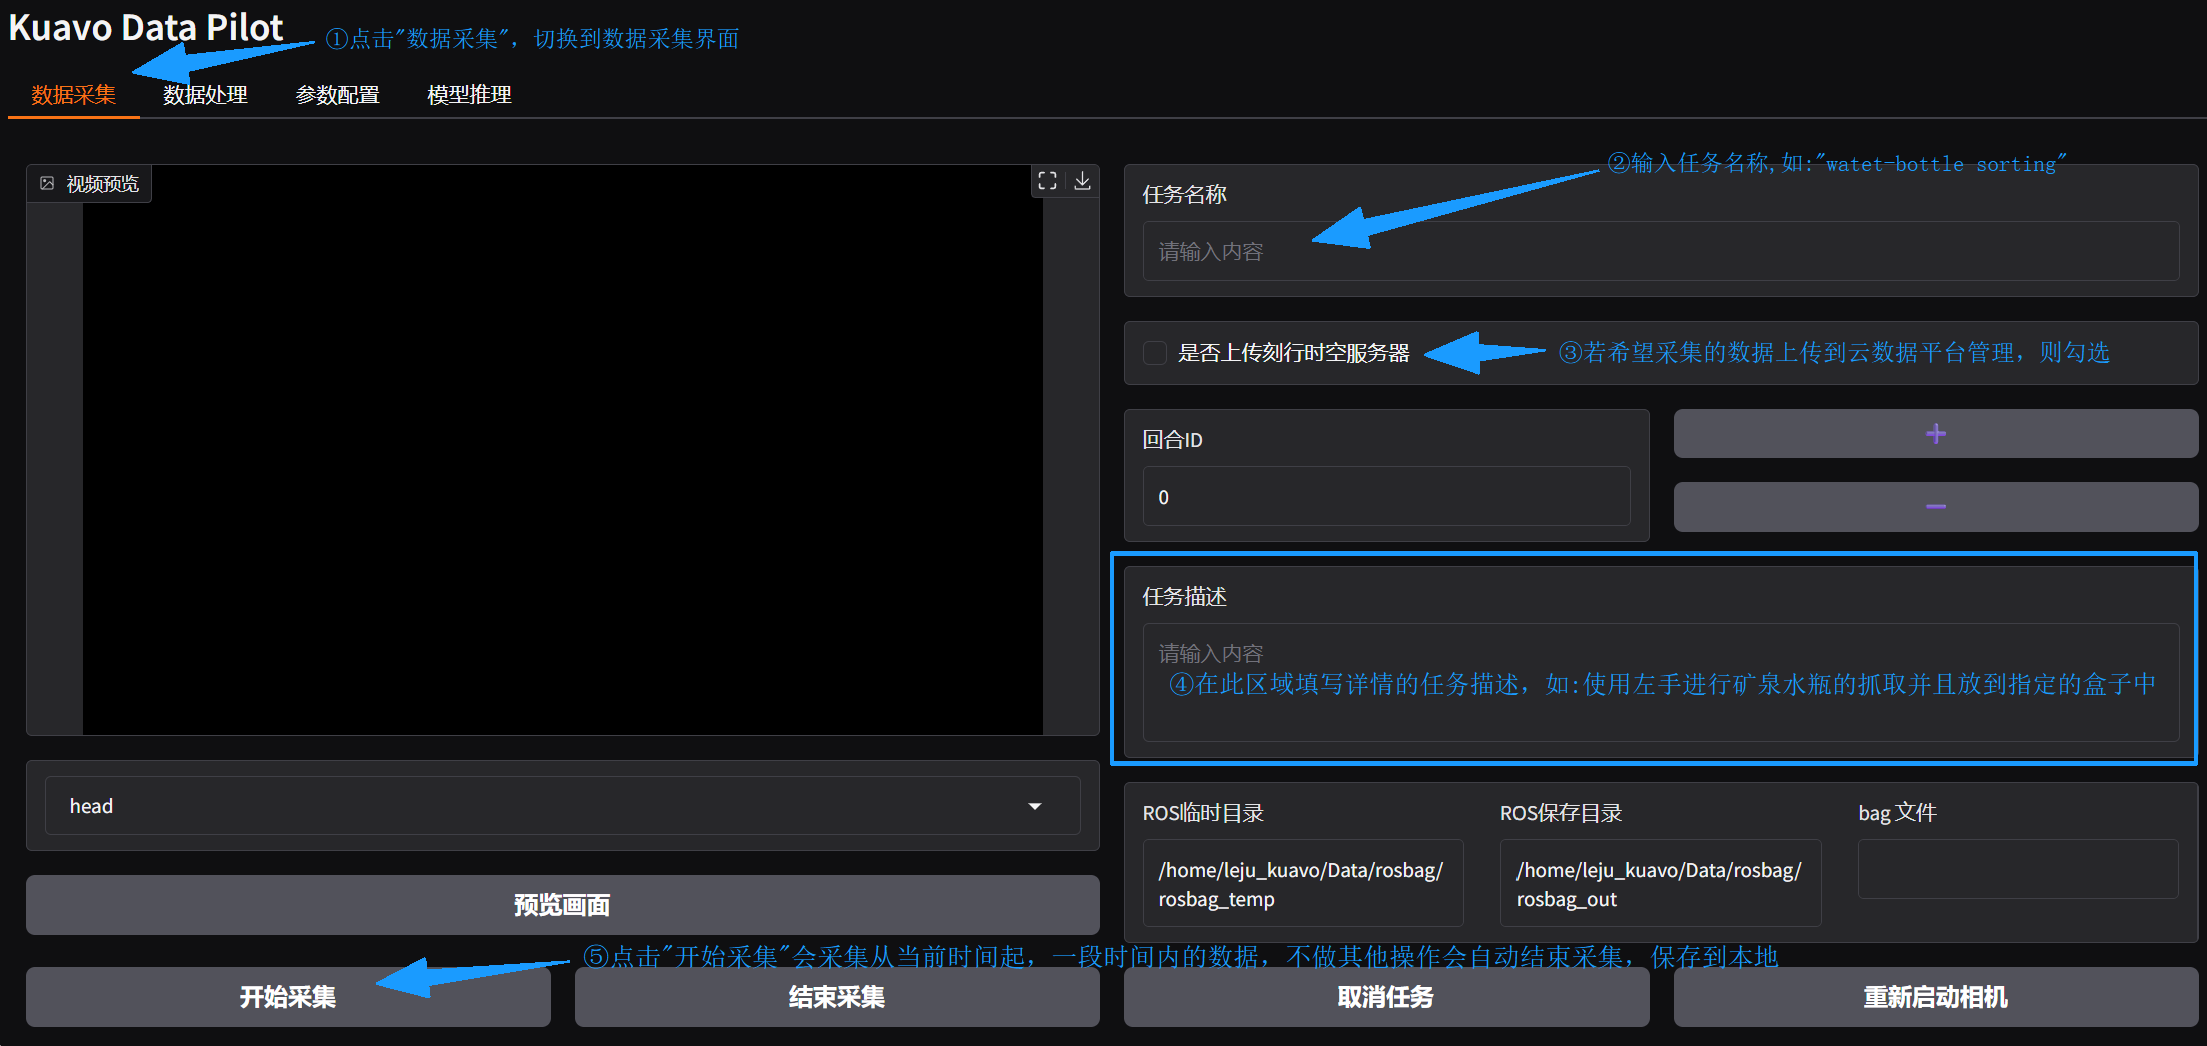 Kuavo Data Pilot
①点击"数据采集"，切换到数据采集界面
数据采集 数据处理 参数配置 模型推理
视频预览
②输入任务名称,如:"watet-bottle sorting"
任务名称
请输入内容
是否上传刻行时空服务器
③若希望采集的数据上传到云数据平台管理，则勾选
回合ID
0
+
−
任务描述
请输入内容
④在此区域填写详情的任务描述，如:使用左手进行矿泉水瓶的抓取并且放到指定的盒子中
head
ROS临时目录
/home/leju_kuavo/Data/rosbag/
rosbag_temp
ROS保存目录
/home/leju_kuavo/Data/rosbag/
rosbag_out
bag 文件
预览画面
⑤点击"开始采集"会采集从当前时间起，一段时间内的数据，不做其他操作会自动结束采集，保存到本地
开始采集 结束采集 取消任务 重新启动相机